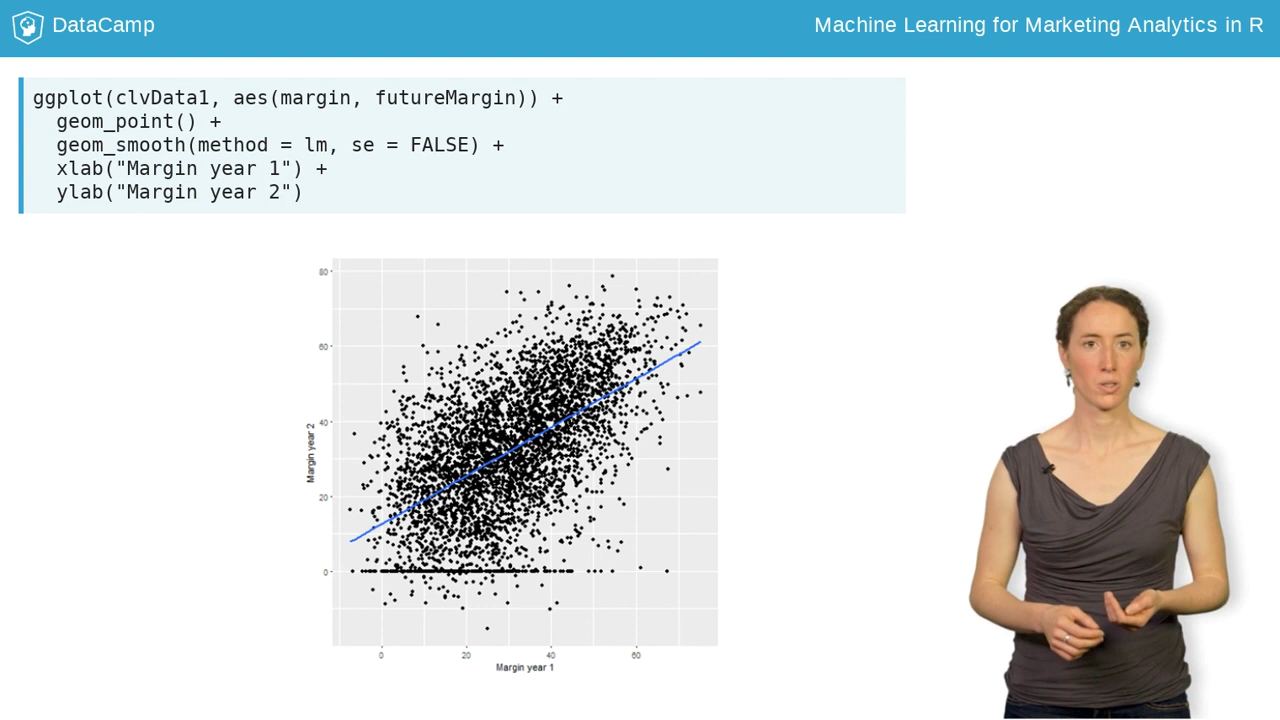 DataCamp
Machine Learning for Marketing Analytics in R
ggplot(clvData1, aes(margin, futureMargin)) +
  geom_point() +
  geom_smooth(method = lm, se = FALSE) +
  xlab("Margin year 1") +
  ylab("Margin year 2")
80
60
40
20
0
Margin year 2
0
20
40
60
Margin year 1